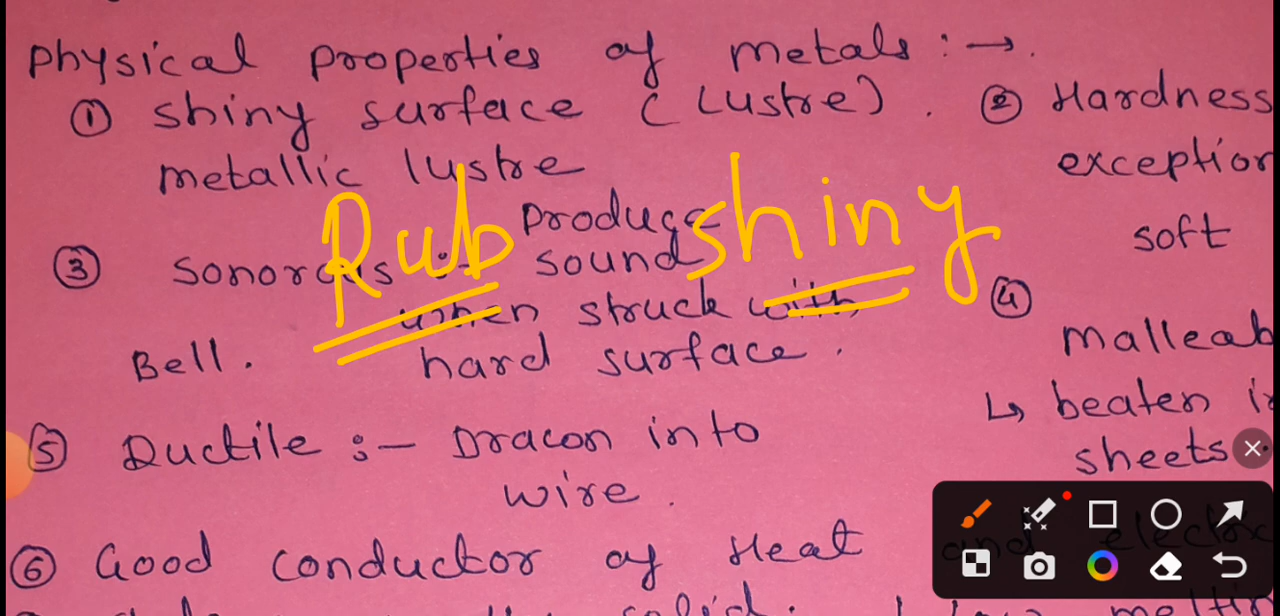 Physical properties of metals :→.
① shiny surface (Lustre). ② Hardness
metallic lustre exception
Rub shiny
produce soft
③ sonorous :- sound
when struck with ④
Bell. hard surface. malleab
↳ beaten in
⑤ Ductile :- Drawn into sheets.
wire.
⑥ Good conductor of Heat and electric
solid.